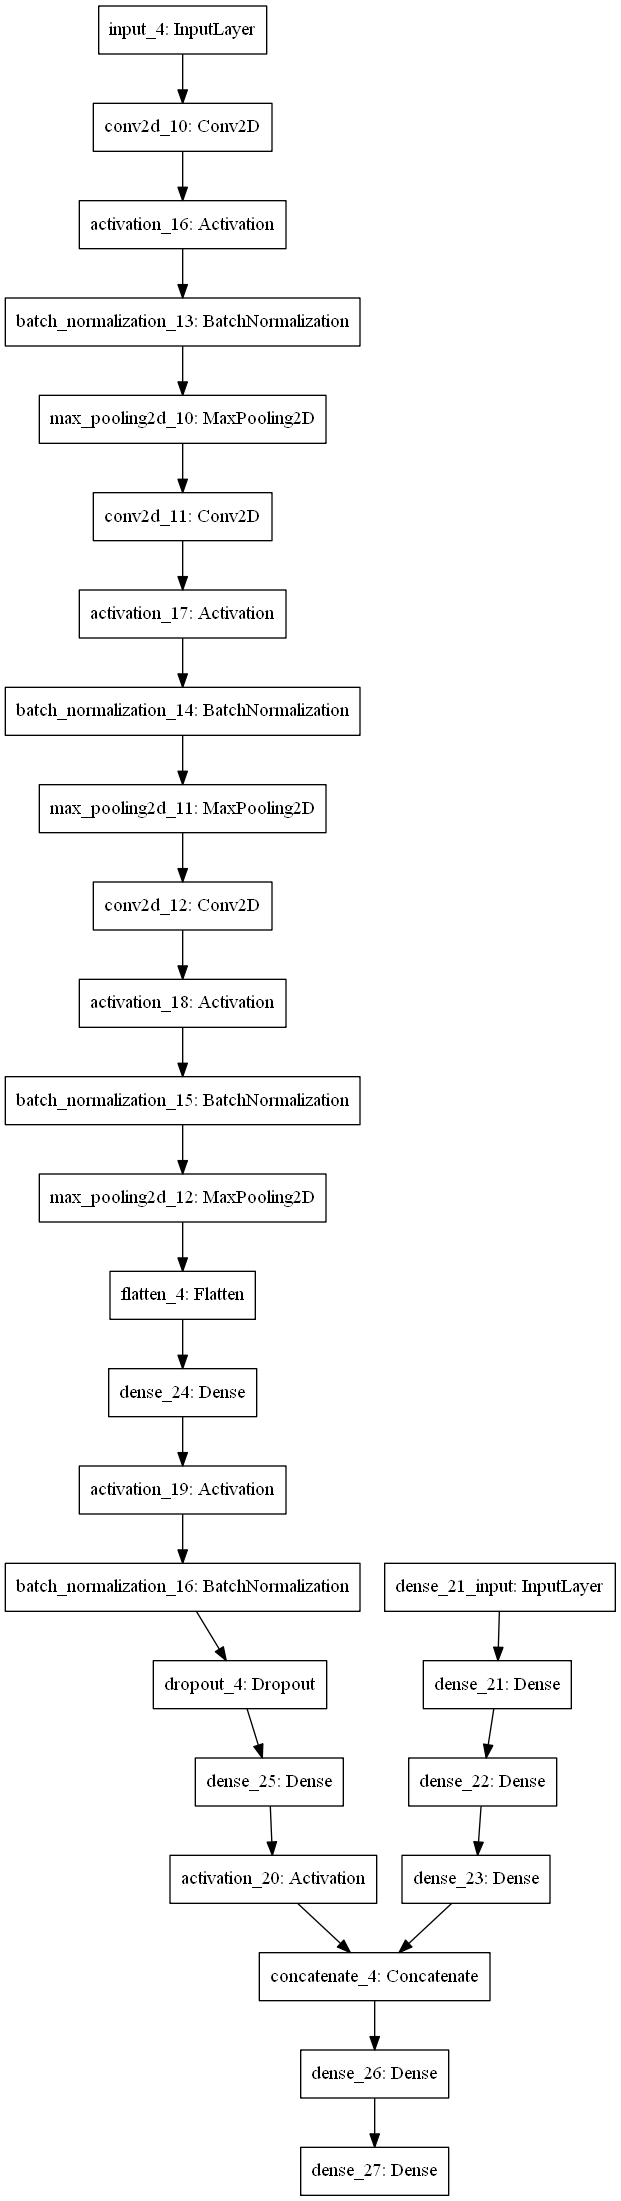 input_4: InputLayer
conv2d_10: Conv2D
activation_16: Activation
batch_normalization_13: BatchNormalization
max_pooling2d_10: MaxPooling2D
conv2d_11: Conv2D
activation_17: Activation
batch_normalization_14: BatchNormalization
max_pooling2d_11: MaxPooling2D
conv2d_12: Conv2D
activation_18: Activation
batch_normalization_15: BatchNormalization
max_pooling2d_12: MaxPooling2D
flatten_4: Flatten
dense_24: Dense
activation_19: Activation
batch_normalization_16: BatchNormalization
dense_21_input: InputLayer
dropout_4: Dropout
dense_21: Dense
dense_25: Dense
dense_22: Dense
activation_20: Activation
dense_23: Dense
concatenate_4: Concatenate
dense_26: Dense
dense_27: Dense